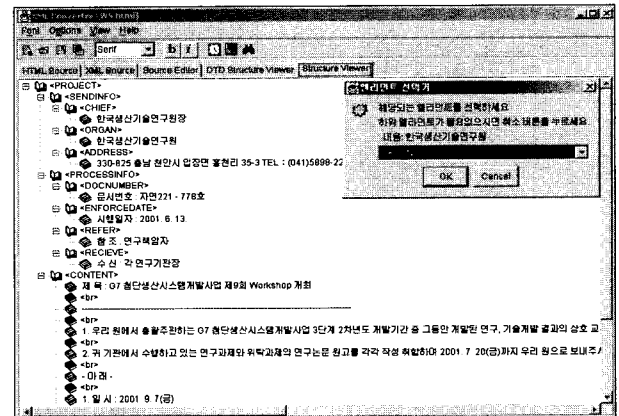 XML Converter
Font Options View Help
Serif b i
HTML Source XML Source Source Editor DTD Structure Viewer Structure Viewer
<PROJECT>
<SENDINFO>
<CHIEF>
한국생산기술연구원장
<ORGAN>
한국생산기술연구원
<ADDRESS>
330-825 충남 천안시 입장면 홍천리 35-3 TEL : (041)5898-22
<PROCESSINFO>
<DOCNUMBER>
문서번호 : 자면221 - 778호
<ENFORCEDATE>
시행일자 : 2001. 6. 13.
<REFER>
참 조 : 연구책임자
<RECIEVE>
수 신 : 각 연구기관장
<CONTENT>
제 목 : G7 첨단생산시스템개발사업 제9회 Workshop 개최
<br>
<br>
1. 우리 원에서 총괄주관하는 G7 첨단생산시스템개발사업 3단계 2차년도 개발기간 중 그동안 개발된 연구, 기술개발 결과의 상호 교
<br>
2. 귀 기관에서 수행하고 있는 연구과제와 위탁과제의 연구논문 원고를 각각 작성 취합하여 2001. 7. 20(금)까지 우리 원으로 보내주
<br>
- 아 래 -
<br>
1. 일 시 : 2001. 9. 7(금)
엘리먼트 선택기
해당되는 엘리먼트를 선택하세요
하위 엘리먼트가 필요없으시면 취소 버튼을 누르세요
내용: 한국생산기술연구원
OK Cancel